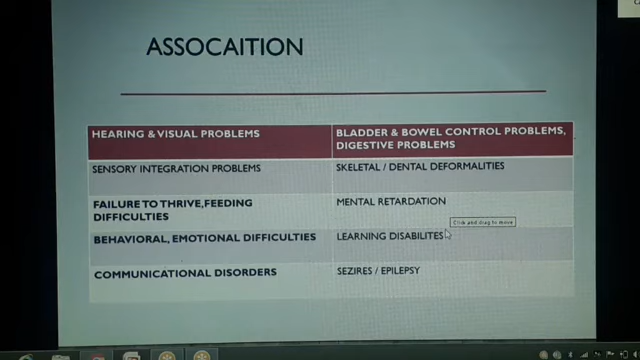 ASSOCAITION
HEARING & VISUAL PROBLEMS
BLADDER & BOWEL CONTROL PROBLEMS,
DIGESTIVE PROBLEMS
SENSORY INTEGRATION PROBLEMS
SKELETAL / DENTAL DEFORMALITIES
FAILURE TO THRIVE,FEEDING
DIFFICULTIES
MENTAL RETARDATION
Click and drag to move
BEHAVIORAL, EMOTIONAL DIFFICULTIES
LEARNING DISABILITES
COMMUNICATIONAL DISORDERS
SEZIRES / EPILEPSY